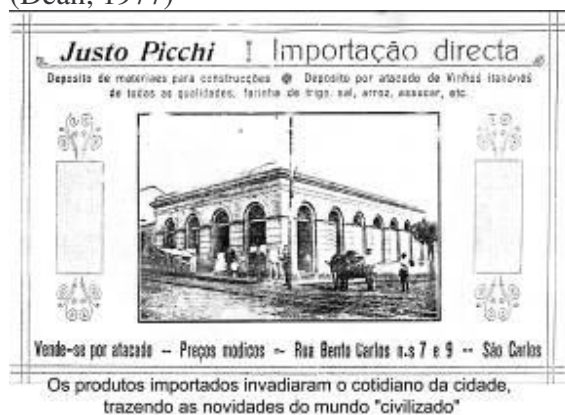 (Dean, 1977)
Justo Picchi Importação directa
Deposito de materiaes para construcções Deposito por atacado de Vinhos italianos
de todas as qualidades, farinha de trigo, sal, arroz, assucar, etc.
Vende-se por atacado -- Preços modicos -- Rua Bento Carlos n.s 7 e 9 -- São Carlos
Os produtos importados invadiaram o cotidiano da cidade,
trazendo as novidades do mundo "civilizado"